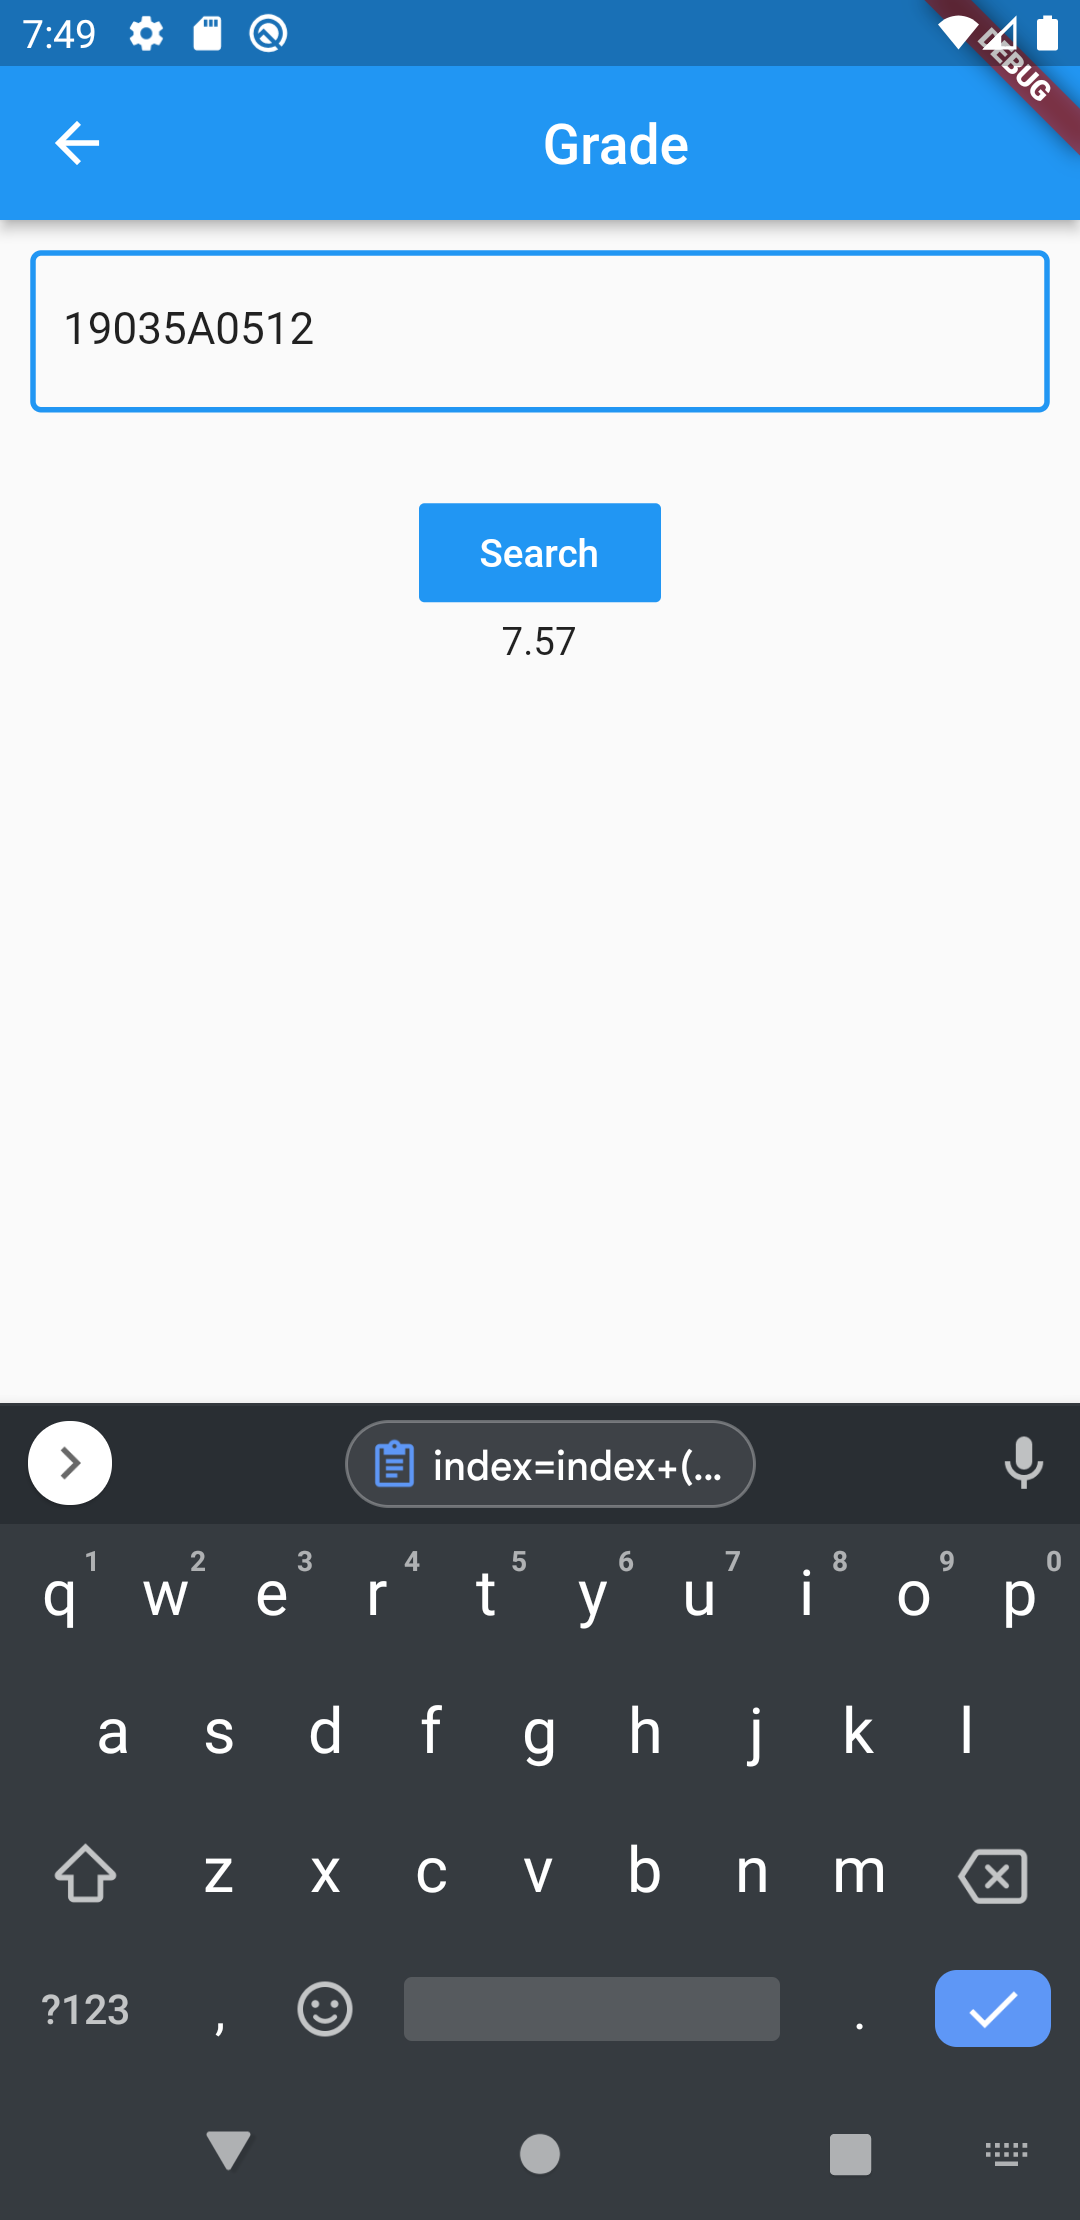 7:49
DEBUG
Grade
19035A0512
Search
7.57
index=index+(...
q 1 w 2 e 3 r 4 t 5 y 6 u 7 i 8 o 9 p 0
a s d f g h j k l
z x c v b n m
?123 , .